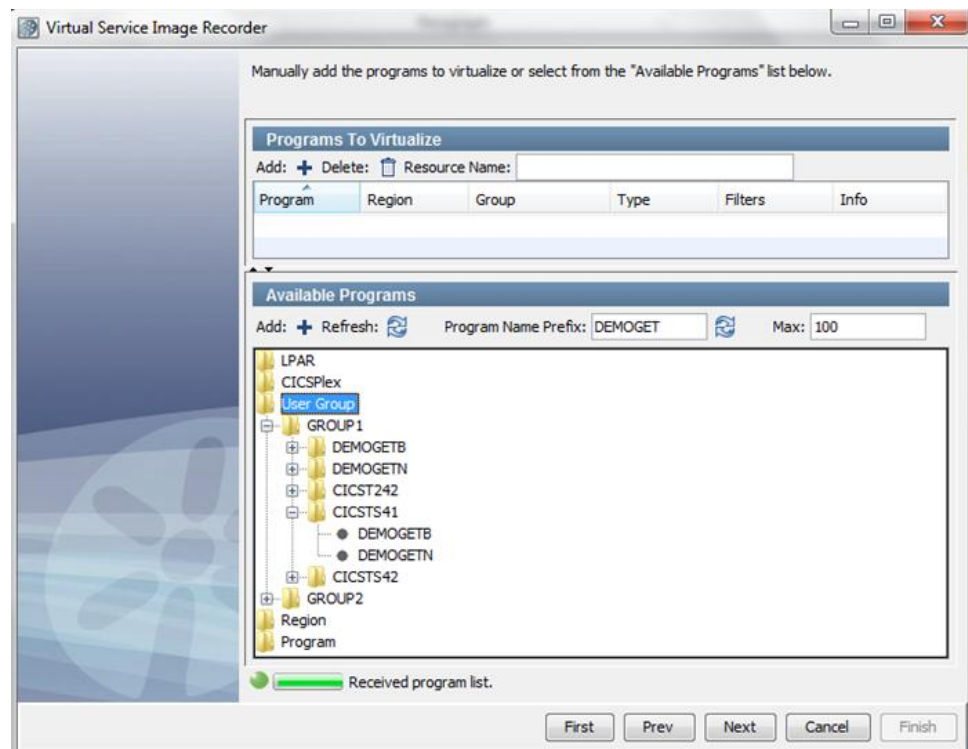 Virtual Service Image Recorder
Manually add the programs to virtualize or select from the "Available Programs" list below.
Programs To Virtualize
Add: Delete: Resource Name:
Program Region Group Type Filters Info
Available Programs
Add: Refresh: Program Name Prefix: DEMOGET Max: 100
LPAR
CICSPlex
User Group
GROUP1
DEMOGETB
DEMOGETN
CICST242
CICSTS41
DEMOGETB
DEMOGETN
CICSTS42
GROUP2
Region
Program
Received program list.
First Prev Next Cancel Finish